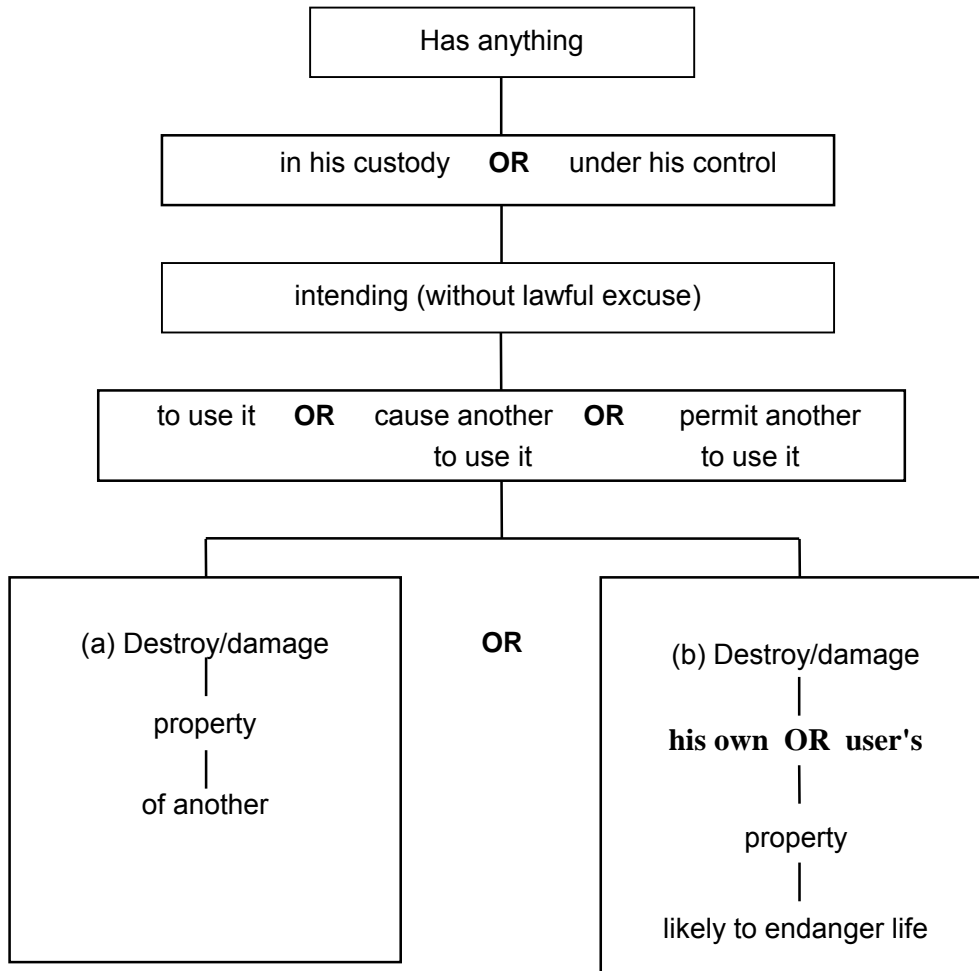 Has anything
in his custody OR under his control
intending (without lawful excuse)
to use it OR cause another OR permit another
to use it to use it
(a) Destroy/damage
property
of another
OR
(b) Destroy/damage
his own OR user's
property
likely to endanger life